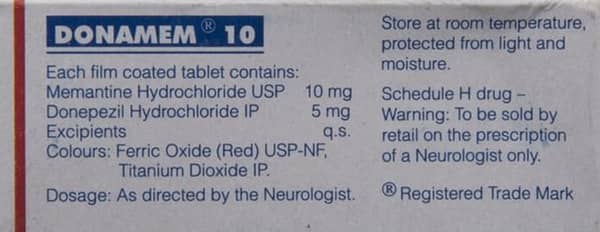 DONAMEM ® 10
Each film coated tablet contains:
Memantine Hydrochloride USP 10 mg
Donepezil Hydrochloride IP 5 mg
Excipients q.s.
Colours: Ferric Oxide (Red) USP-NF,
Titanium Dioxide IP.
Dosage: As directed by the Neurologist.
Store at room temperature,
protected from light and
moisture.
Schedule H drug –
Warning: To be sold by
retail on the prescription
of a Neurologist only.
® Registered Trade Mark